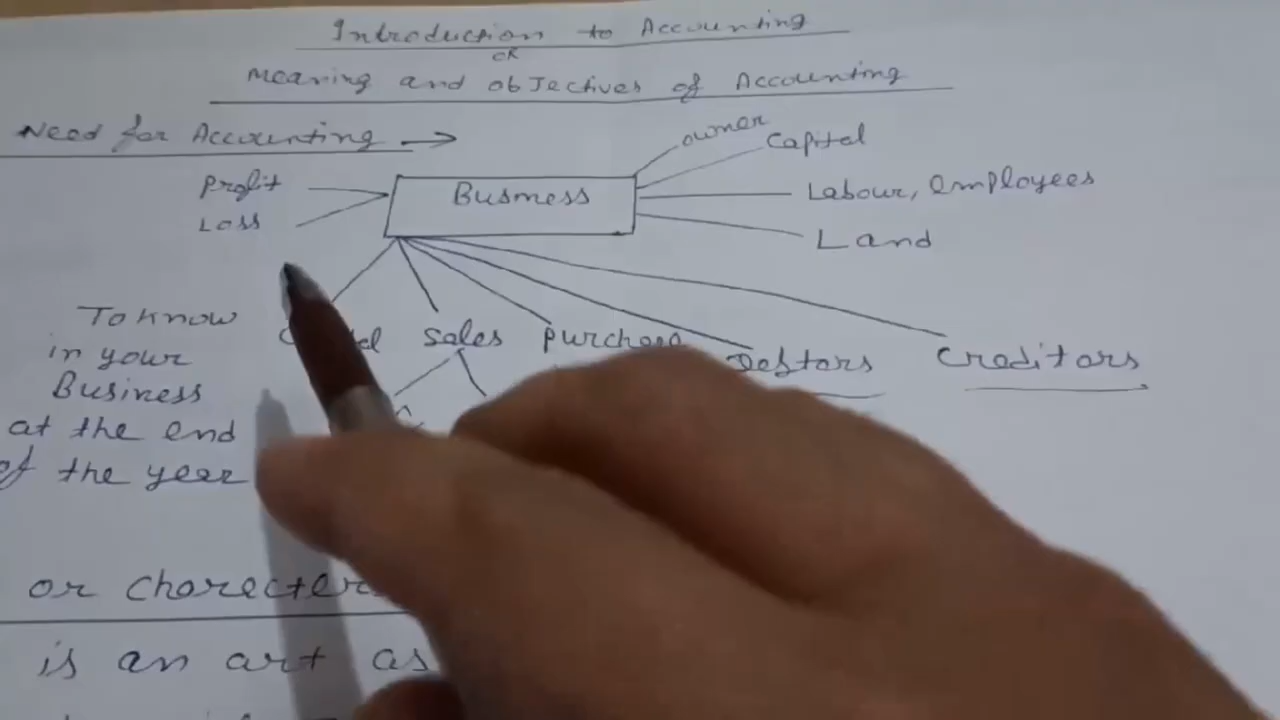 Introduction to Accounting
OR
Meaning and objectives of Accounting
Need for Accounting →
owner
Capital
Profit
Business
Labour, employees
Loss
Land
To Know
in your
Business
at the end
of the year
Sales
Debtors
Creditors
is an art as